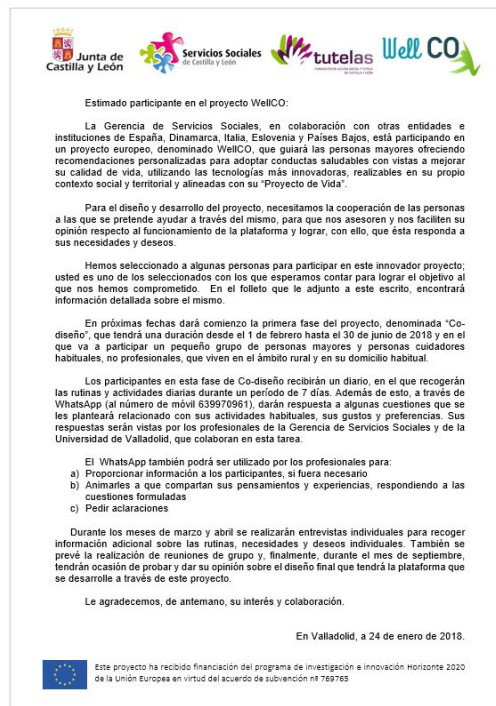 Junta de
Castilla y León
Servicios Sociales
de Castilla y León
tutelas
FUNDACIÓN DE ACCIÓN SOCIAL Y TUTELA
DE CASTILLA Y LEÓN
Well CO
Estimado participante en el proyecto WellCO:
La Gerencia de Servicios Sociales, en colaboración con otras entidades e
instituciones de España, Dinamarca, Italia, Eslovenia y Países Bajos, está participando en
un proyecto europeo, denominado WellCO, que guiará las personas mayores ofreciendo
recomendaciones personalizadas para adoptar conductas saludables con vistas a mejorar
su calidad de vida, utilizando las tecnologías más innovadoras, realizables en su propio
contexto social y territorial y alineadas con su “Proyecto de Vida”.
Para el diseño y desarrollo del proyecto, necesitamos la cooperación de las personas
a las que se pretende ayudar a través del mismo, para que nos asesoren y nos faciliten su
opinión respecto al funcionamiento de la plataforma y lograr, con ello, que ésta responda a
sus necesidades y deseos.
Hemos seleccionado a algunas personas para participar en este innovador proyecto;
usted es uno de los seleccionados con los que esperamos contar para lograr el objetivo al
que nos hemos comprometido. En el folleto que le adjunto a este escrito, encontrará
información detallada sobre el mismo.
En próximas fechas dará comienzo la primera fase del proyecto, denominada “Co-
diseño”, que tendrá una duración desde el 1 de febrero hasta el 30 de junio de 2018 y en el
que va a participar un pequeño grupo de personas mayores y personas cuidadores
habituales, no profesionales, que viven en el ámbito rural y en su domicilio habitual.
Los participantes en esta fase de Co-diseño recibirán un diario, en el que recogerán
las rutinas y actividades diarias durante un período de 7 días. Además de esto, a través de
WhatsApp (al número de móvil 639970961), darán respuesta a algunas cuestiones que se
les planteará relacionado con sus actividades habituales, sus gustos y preferencias. Sus
respuestas serán vistas por los profesionales de la Gerencia de Servicios Sociales y de la
Universidad de Valladolid, que colaboran en esta tarea.
El WhatsApp también podrá ser utilizado por los profesionales para:
a) Proporcionar información a los participantes, si fuera necesario
b) Animarles a que compartan sus pensamientos y experiencias, respondiendo a las
cuestiones formuladas
c) Pedir aclaraciones
Durante los meses de marzo y abril se realizarán entrevistas individuales para recoger
información adicional sobre las rutinas, necesidades y deseos individuales. También se
prevé la realización de reuniones de grupo y, finalmente, durante el mes de septiembre,
tendrán ocasión de probar y dar su opinión sobre el diseño final que tendrá la plataforma que
se desarrolle a través de este proyecto.
Le agradecemos, de antemano, su interés y colaboración.
En Valladolid, a 24 de enero de 2018.
Este proyecto ha recibido financiación del programa de investigación e innovación Horizonte 2020
de la Unión Europea en virtud del acuerdo de subvención nº 769765